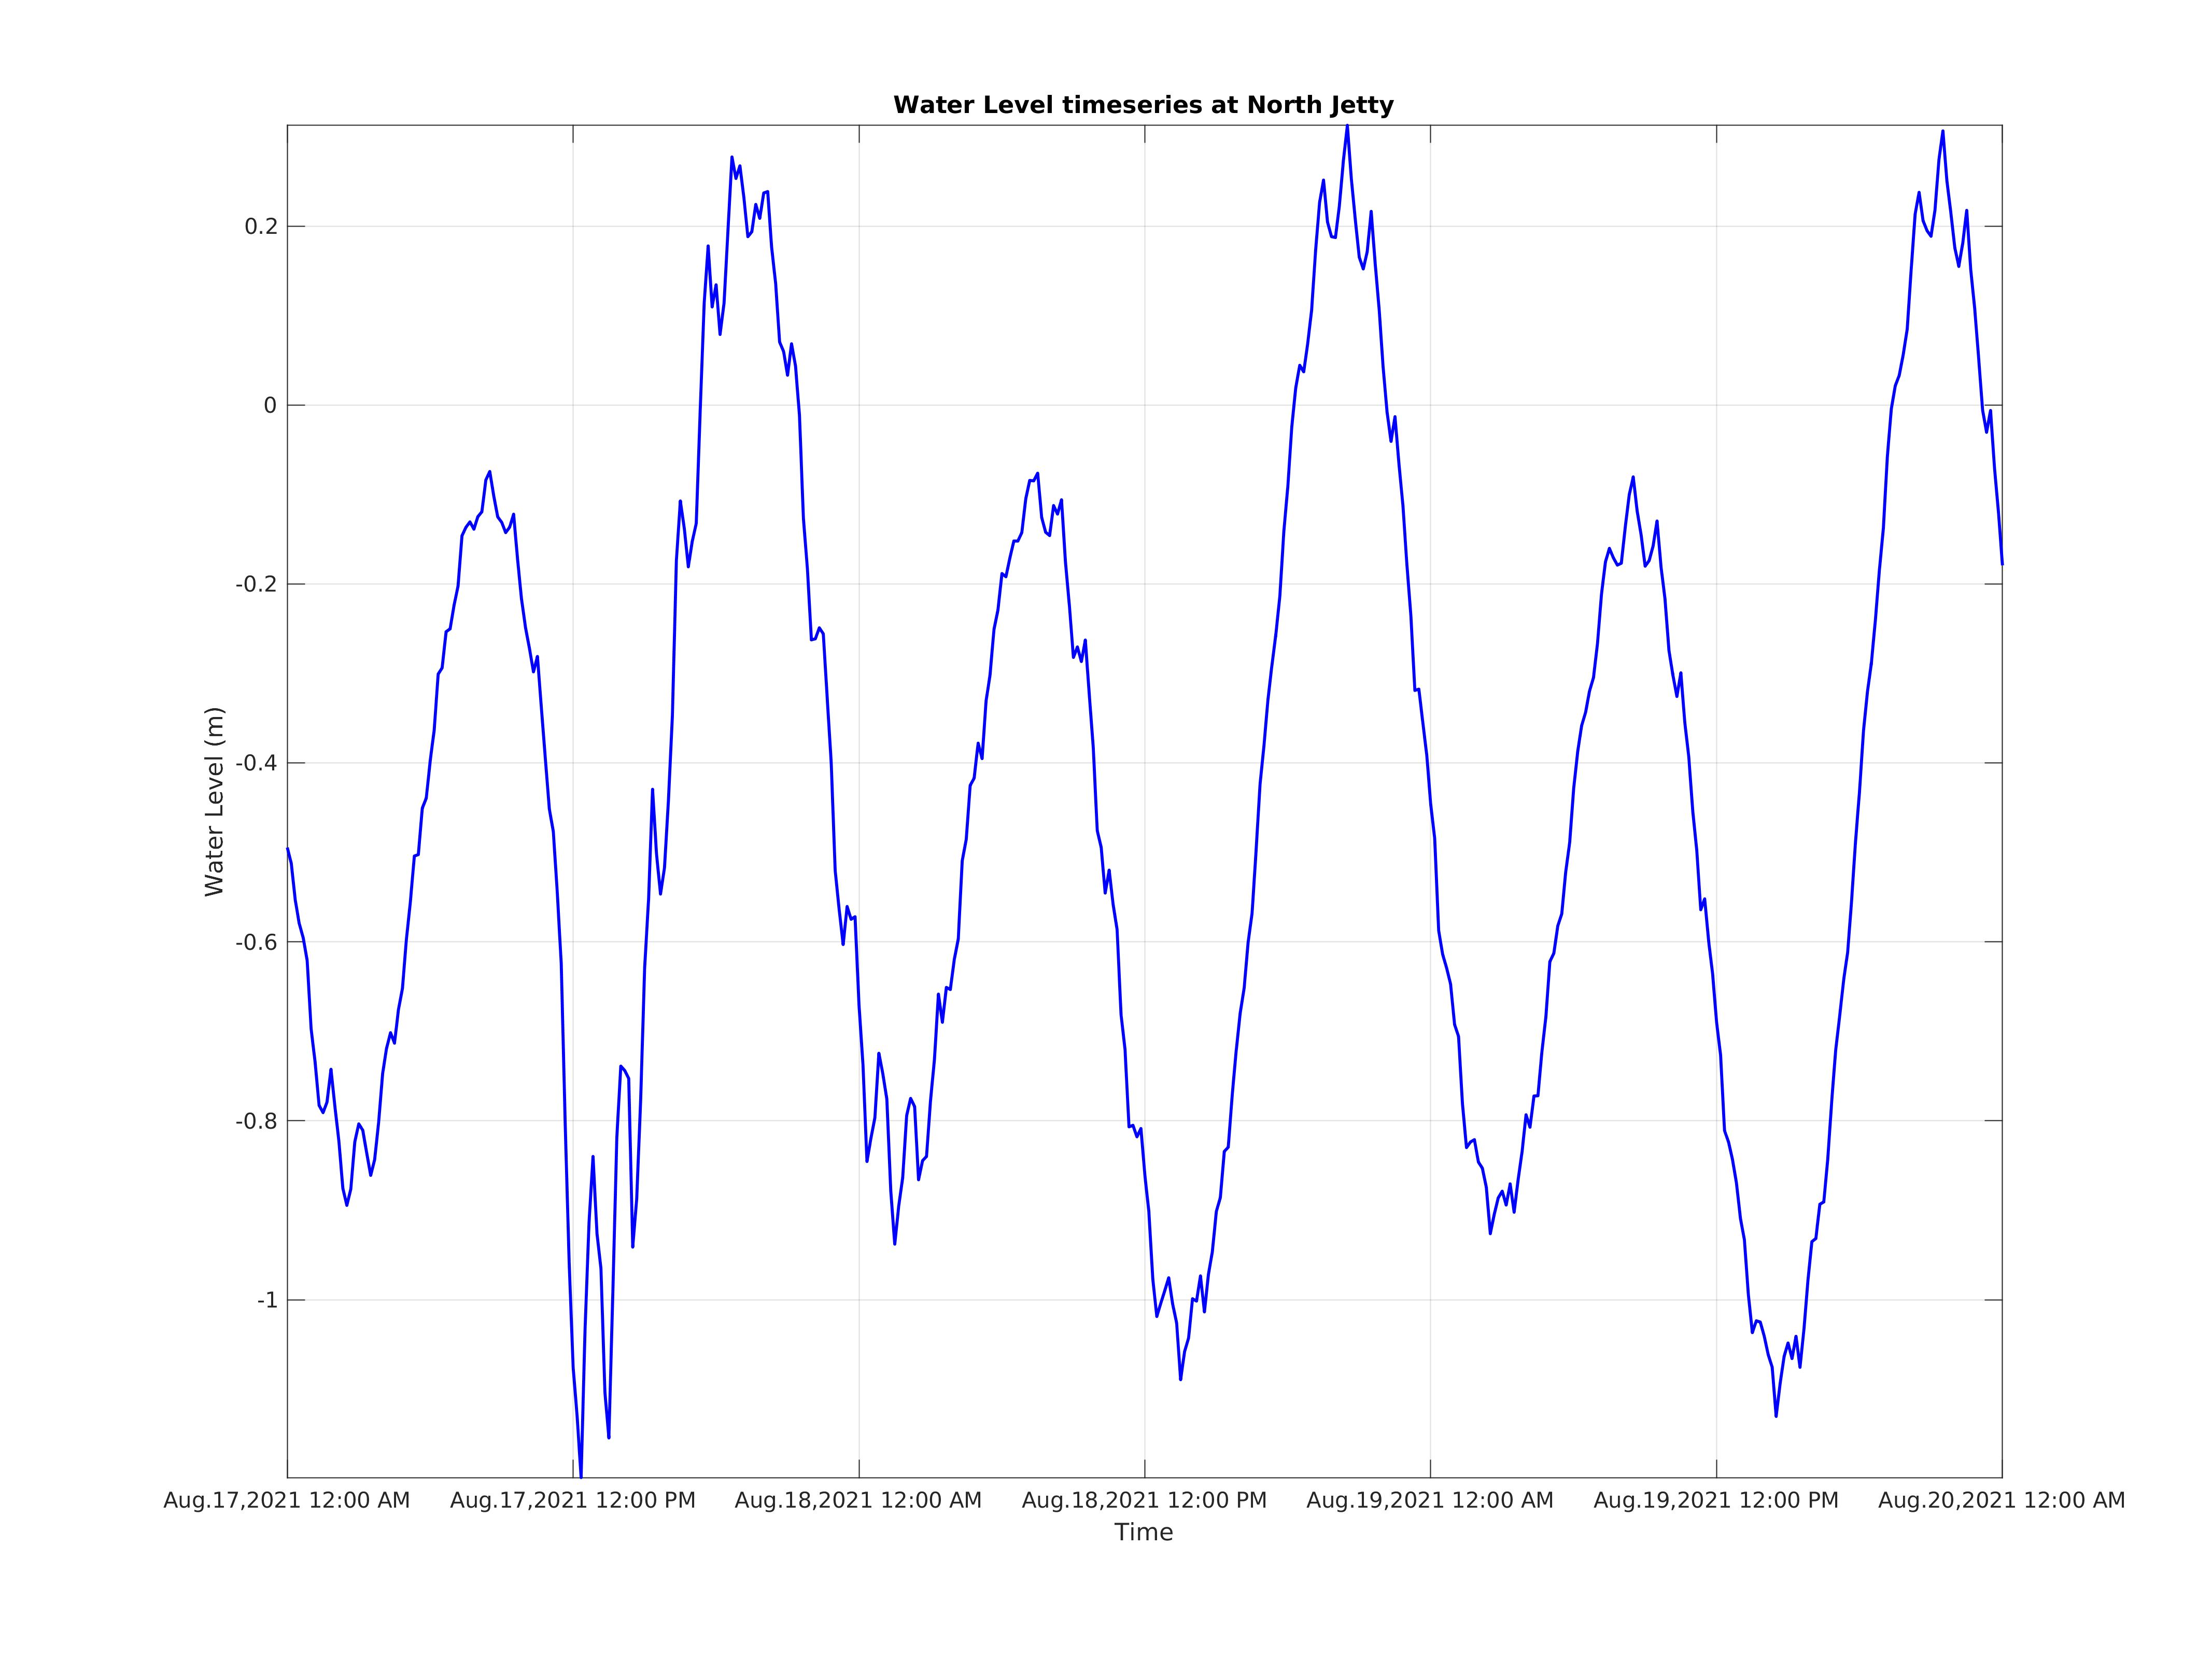 Water Level timeseries at North Jetty
0.2
0
-0.2
-0.4
-0.6
-0.8
-1
Water Level (m)
Aug.17,2021 12:00 AM Aug.17,2021 12:00 PM Aug.18,2021 12:00 AM Aug.18,2021 12:00 PM Aug.19,2021 12:00 AM Aug.19,2021 12:00 PM Aug.20,2021 12:00 AM
Time